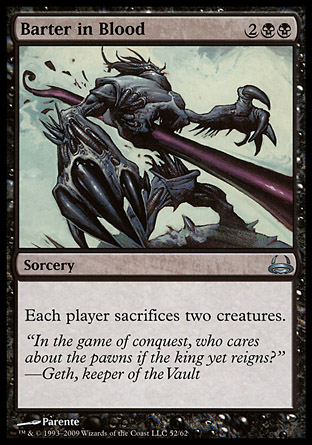 Barter in Blood 2
Sorcery
Each player sacrifices two creatures.
“In the game of conquest, who cares
about the pawns if the king yet reigns?”
—Geth, keeper of the Vault
Parente
™ & © 1993–2009 Wizards of the Coast LLC 52/62